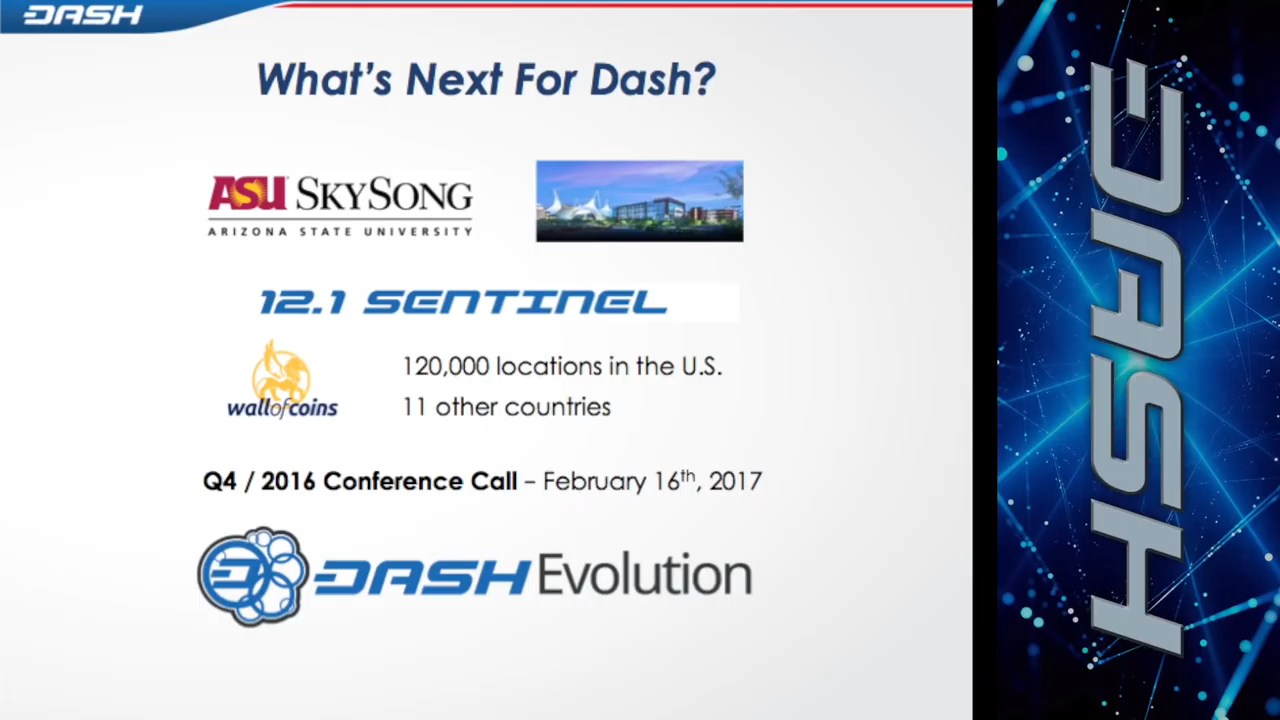 DASH
What's Next For Dash?
ASU SKYSONG
ARIZONA STATE UNIVERSITY
12.1 SENTINEL
wallofcoins
120,000 locations in the U.S.
11 other countries
Q4 / 2016 Conference Call – February 16th, 2017
DASH Evolution
DASH